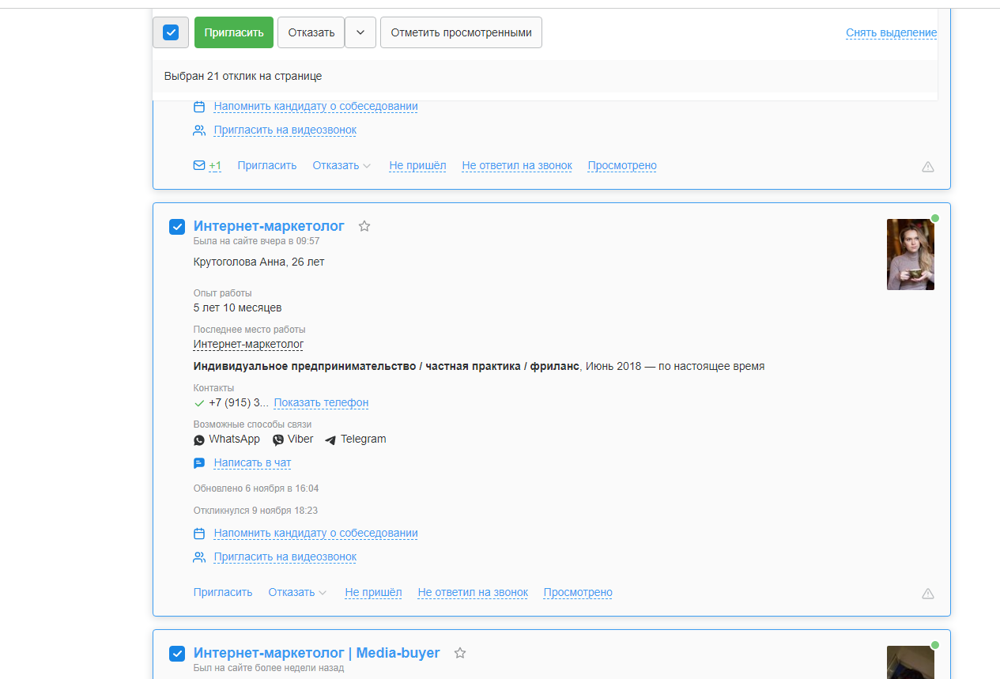 Пригласить Отказать Отметить просмотренными Снять выделение
Выбран 21 отклик на странице
Напомнить кандидату о собеседовании
Пригласить на видеозвонок
+1 Пригласить Отказать Не пришёл Не ответил на звонок Просмотрено
Интернет-маркетолог
Была на сайте вчера в 09:57
Крутоголова Анна, 26 лет
Опыт работы
5 лет 10 месяцев
Последнее место работы
Интернет-маркетолог
Индивидуальное предпринимательство / частная практика / фриланс, Июнь 2018 — по настоящее время
Контакты
+7 (915) 3... Показать телефон
Возможные способы связи
WhatsApp Viber Telegram
Написать в чат
Обновлено 6 ноября в 16:04
Откликнулся 9 ноября 18:23
Напомнить кандидату о собеседовании
Пригласить на видеозвонок
Пригласить Отказать Не пришёл Не ответил на звонок Просмотрено
Интернет-маркетолог | Media-buyer
Был на сайте более недели назад